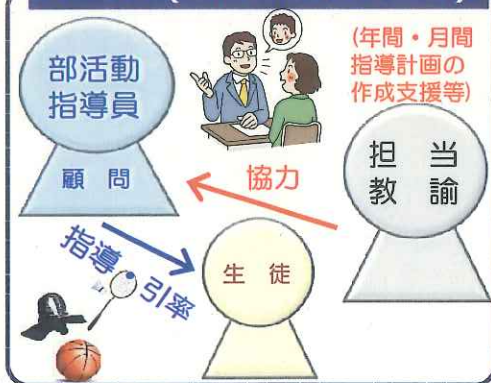 部活動
指導員
顧問
(年間・月間
指導計画の
作成支援等)
担当
教諭
協力
指導・引率
生徒